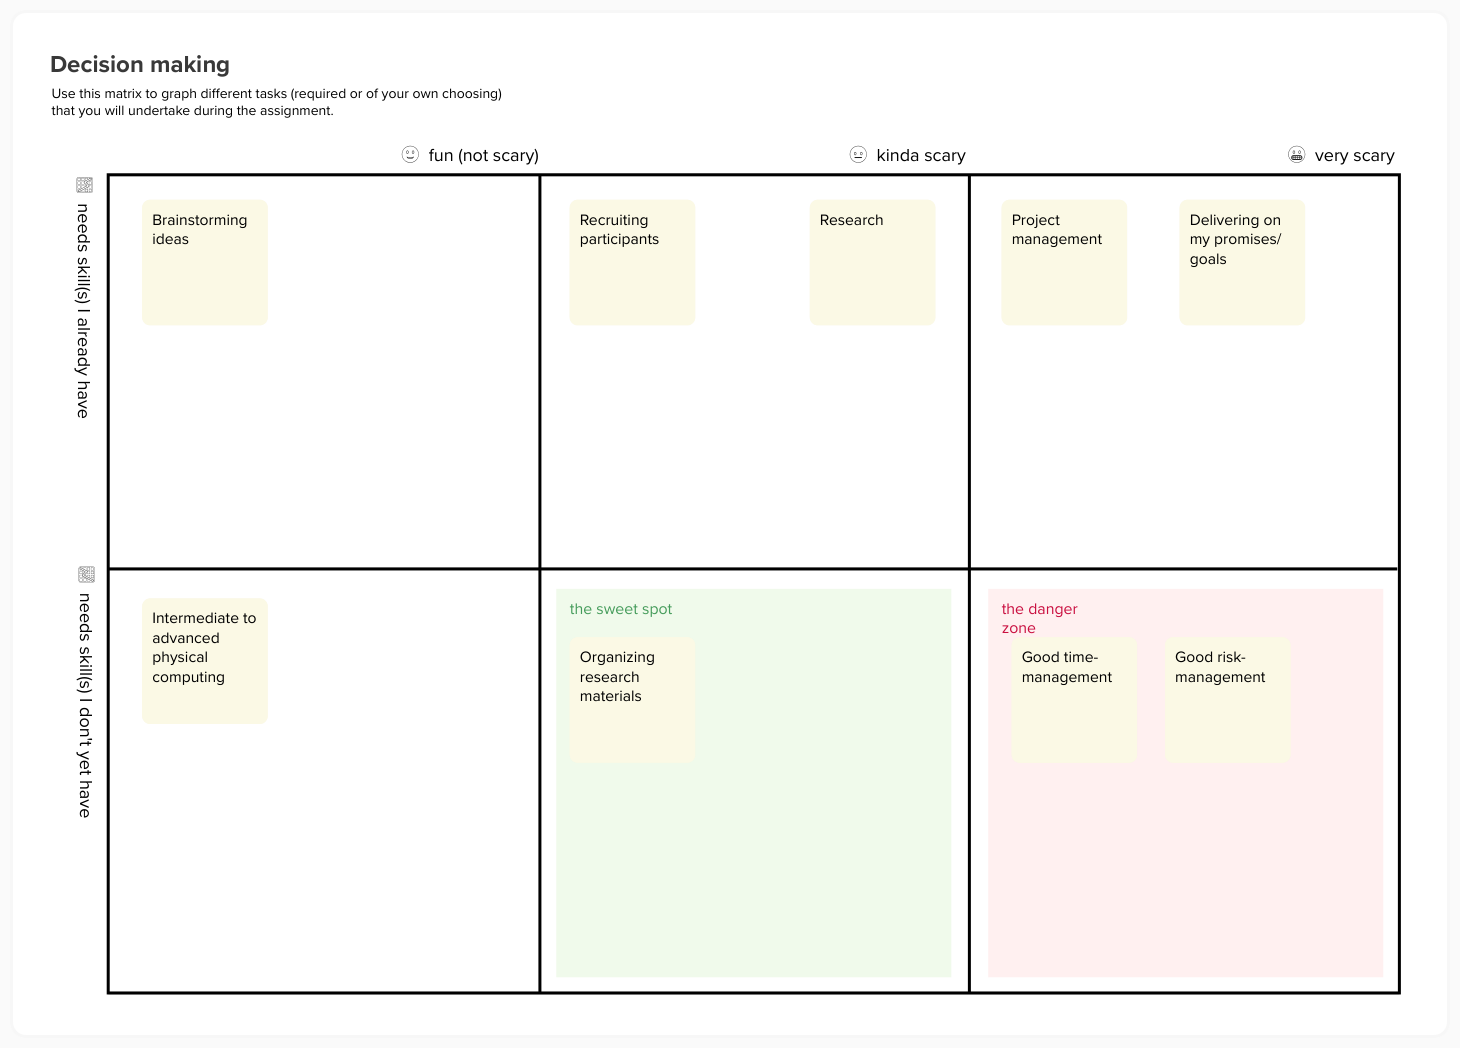 Decision making
Use this matrix to graph different tasks (required or of your own choosing)
that you will undertake during the assignment.
fun (not scary)
kinda scary
very scary
needs skill(s) I already have
Brainstorming
ideas
Recruiting
participants
Research
Project
management
Delivering on
my promises/
goals
needs skill(s) I don't yet have
Intermediate to
advanced
physical
computing
the sweet spot
Organizing
research
materials
the danger
zone
Good time-
management
Good risk-
management